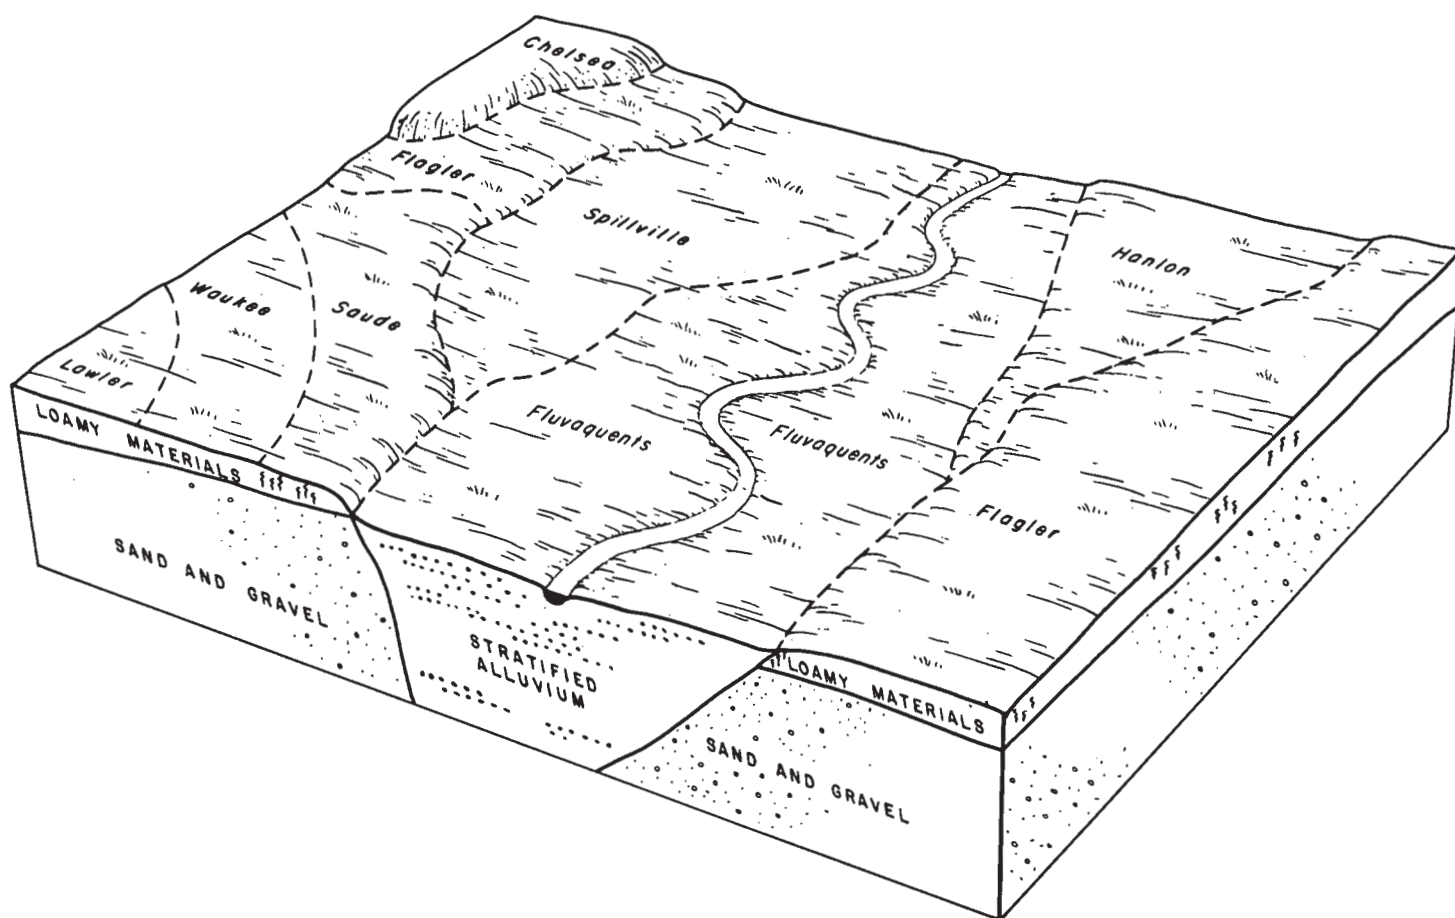 Chelsea
Flagler
Spillville
Hanlon
Waukee
Saude
Lawler
Fluvaquents
Fluvaquents
Flagler
LOAMY MATERIALS
SAND AND GRAVEL
STRATIFIED
ALLUVIUM
LOAMY MATERIALS
SAND AND GRAVEL